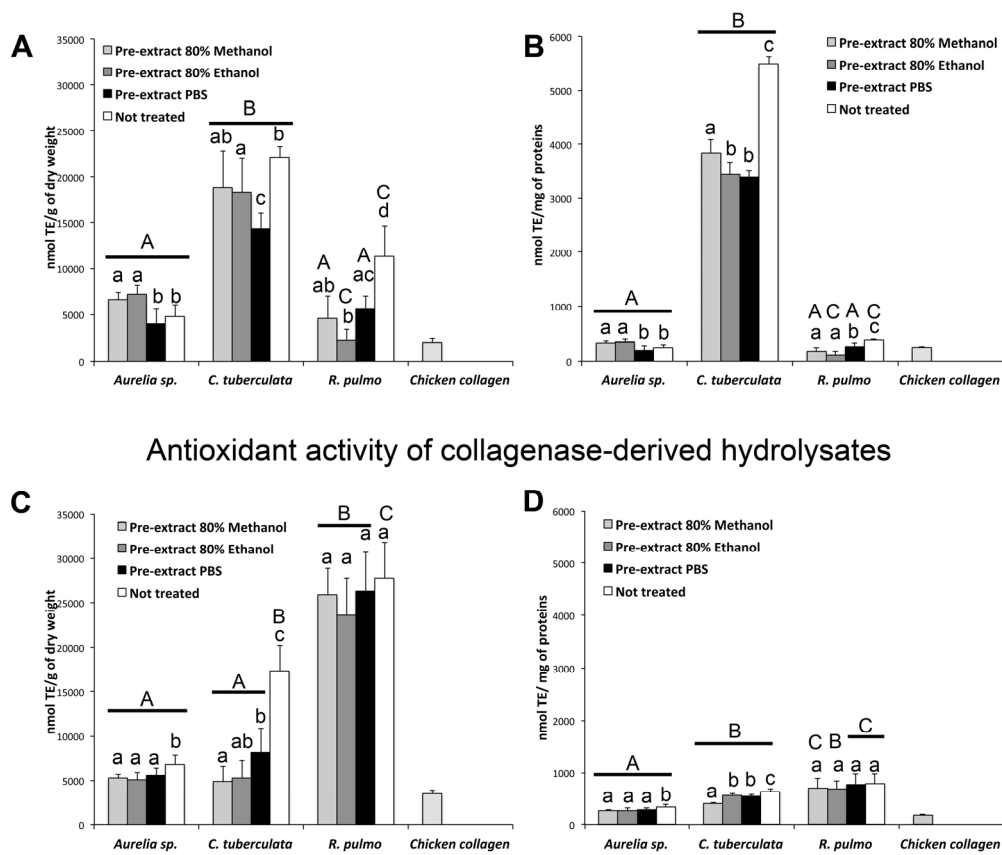 A
35000
30000
25000
20000
15000
10000
5000
0
nmol TE/g of dry weight
Pre-extract 80% Methanol
Pre-extract 80% Ethanol
Pre-extract PBS
Not treated
A
a a b b
B
ab a c b
A C A C
ab b ac d
Aurelia sp. C. tuberculata R. pulmo Chicken collagen
B
6000
5000
4000
3000
2000
1000
0
nmol TE/mg of proteins
Pre-extract 80% Methanol
Pre-extract 80% Ethanol
Pre-extract PBS
Not treated
A
a a b b
B
a b b c
A C A C
a a b c
Aurelia sp. C. tuberculata R. pulmo Chicken collagen
Antioxidant activity of collagenase-derived hydrolysates
C
35000
30000
25000
20000
15000
10000
5000
0
nmol TE/g of dry weight
Pre-extract 80% Methanol
Pre-extract 80% Ethanol
Pre-extract PBS
Not treated
A
a a a b
A B
a ab b c
B C
a a a a
Aurelia sp. C. tuberculata R. pulmo Chicken collagen
D
6000
5000
4000
3000
2000
1000
0
nmol TE/ mg of proteins
Pre-extract 80% Methanol
Pre-extract 80% Ethanol
Pre-extract PBS
Not treated
A
a a a b
B
a b b c
C B C
a a a a
Aurelia sp. C. tuberculata R. pulmo Chicken collagen